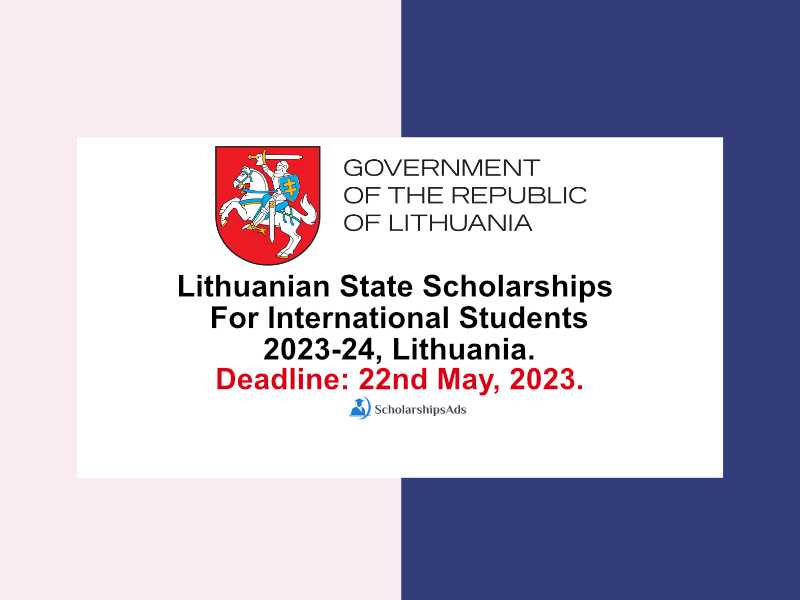 GOVERNMENT
OF THE REPUBLIC
OF LITHUANIA
Lithuanian State Scholarships
For International Students
2023-24, Lithuania.
Deadline: 22nd May, 2023.
ScholarshipsAds